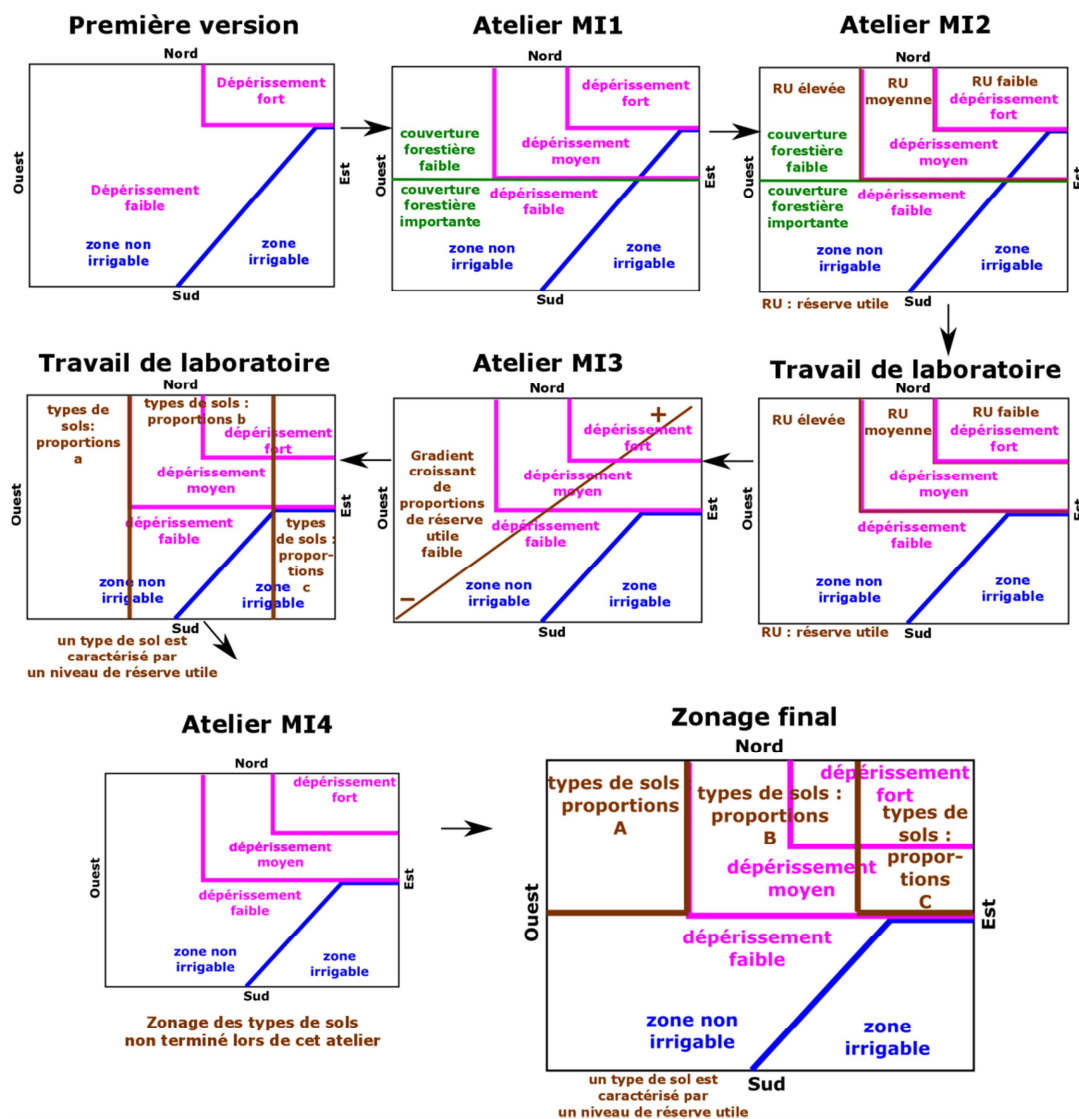 Première version
Nord
Dépérissement
fort
Ouest
Est
Dépérissement
faible
zone non
irrigable
zone
irrigable
Sud
Atelier MI1
Nord
dépérissement
fort
couverture
forestière
faible
dépérissement
moyen
Ouest
Est
couverture
forestière
importante
dépérissement
faible
zone non
irrigable
zone
irrigable
Sud
Atelier MI2
Nord
RU élevée
RU
moyenne
RU faible
dépérissement
fort
couverture
forestière
faible
dépérissement
moyen
Ouest
Est
couverture
forestière
importante
dépérissement
faible
zone non
irrigable
zone
irrigable
Sud
RU : réserve utile
Travail de laboratoire
Nord
RU élevée
RU
moyenne
RU faible
dépérissement
fort
dépérissement
moyen
Ouest
Est
dépérissement
faible
zone non
irrigable
zone
irrigable
Sud
RU : réserve utile
Atelier MI3
Nord
+
dépérissement
fort
Gradient
croissant
de
proportions
de réserve
utile
faible
dépérissement
moyen
Ouest
Est
dépérissement
faible
zone non
irrigable
zone
irrigable
−
Sud
Travail de laboratoire
Nord
types de
sols:
proportions
a
types de sols :
proportions b
dépérissement
fort
dépérissement
moyen
Ouest
Est
dépérissement
faible
types
de sols :
propor-
tions
c
zone non
irrigable
zone
irrigable
Sud
un type de sol est
caractérisé par
un niveau de réserve utile
Atelier MI4
Nord
dépérissement
fort
dépérissement
moyen
Ouest
Est
dépérissement
faible
zone non
irrigable
zone
irrigable
Sud
Zonage des types de sols
non terminé lors de cet atelier
Zonage final
Nord
types de sols
proportions
A
types de sols :
proportions
B
dépérissement
fort
types de
sols :
propor-
tions
C
dépérissement
moyen
Ouest
Est
dépérissement
faible
zone non
irrigable
zone
irrigable
Sud
un type de sol est
caractérisé par
un niveau de réserve utile